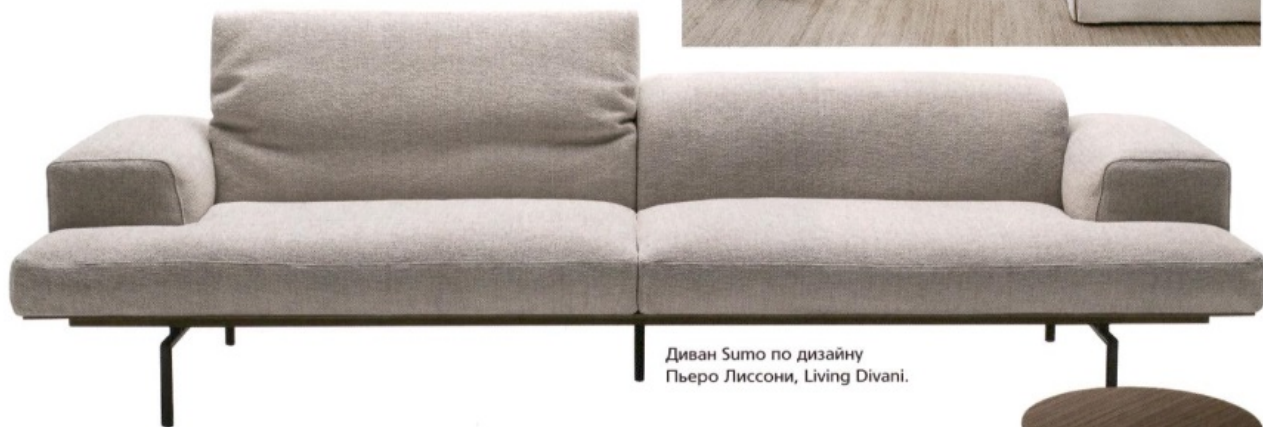 Диван Sumo по дизайну
Пьеро Лиссони, Living Divani.